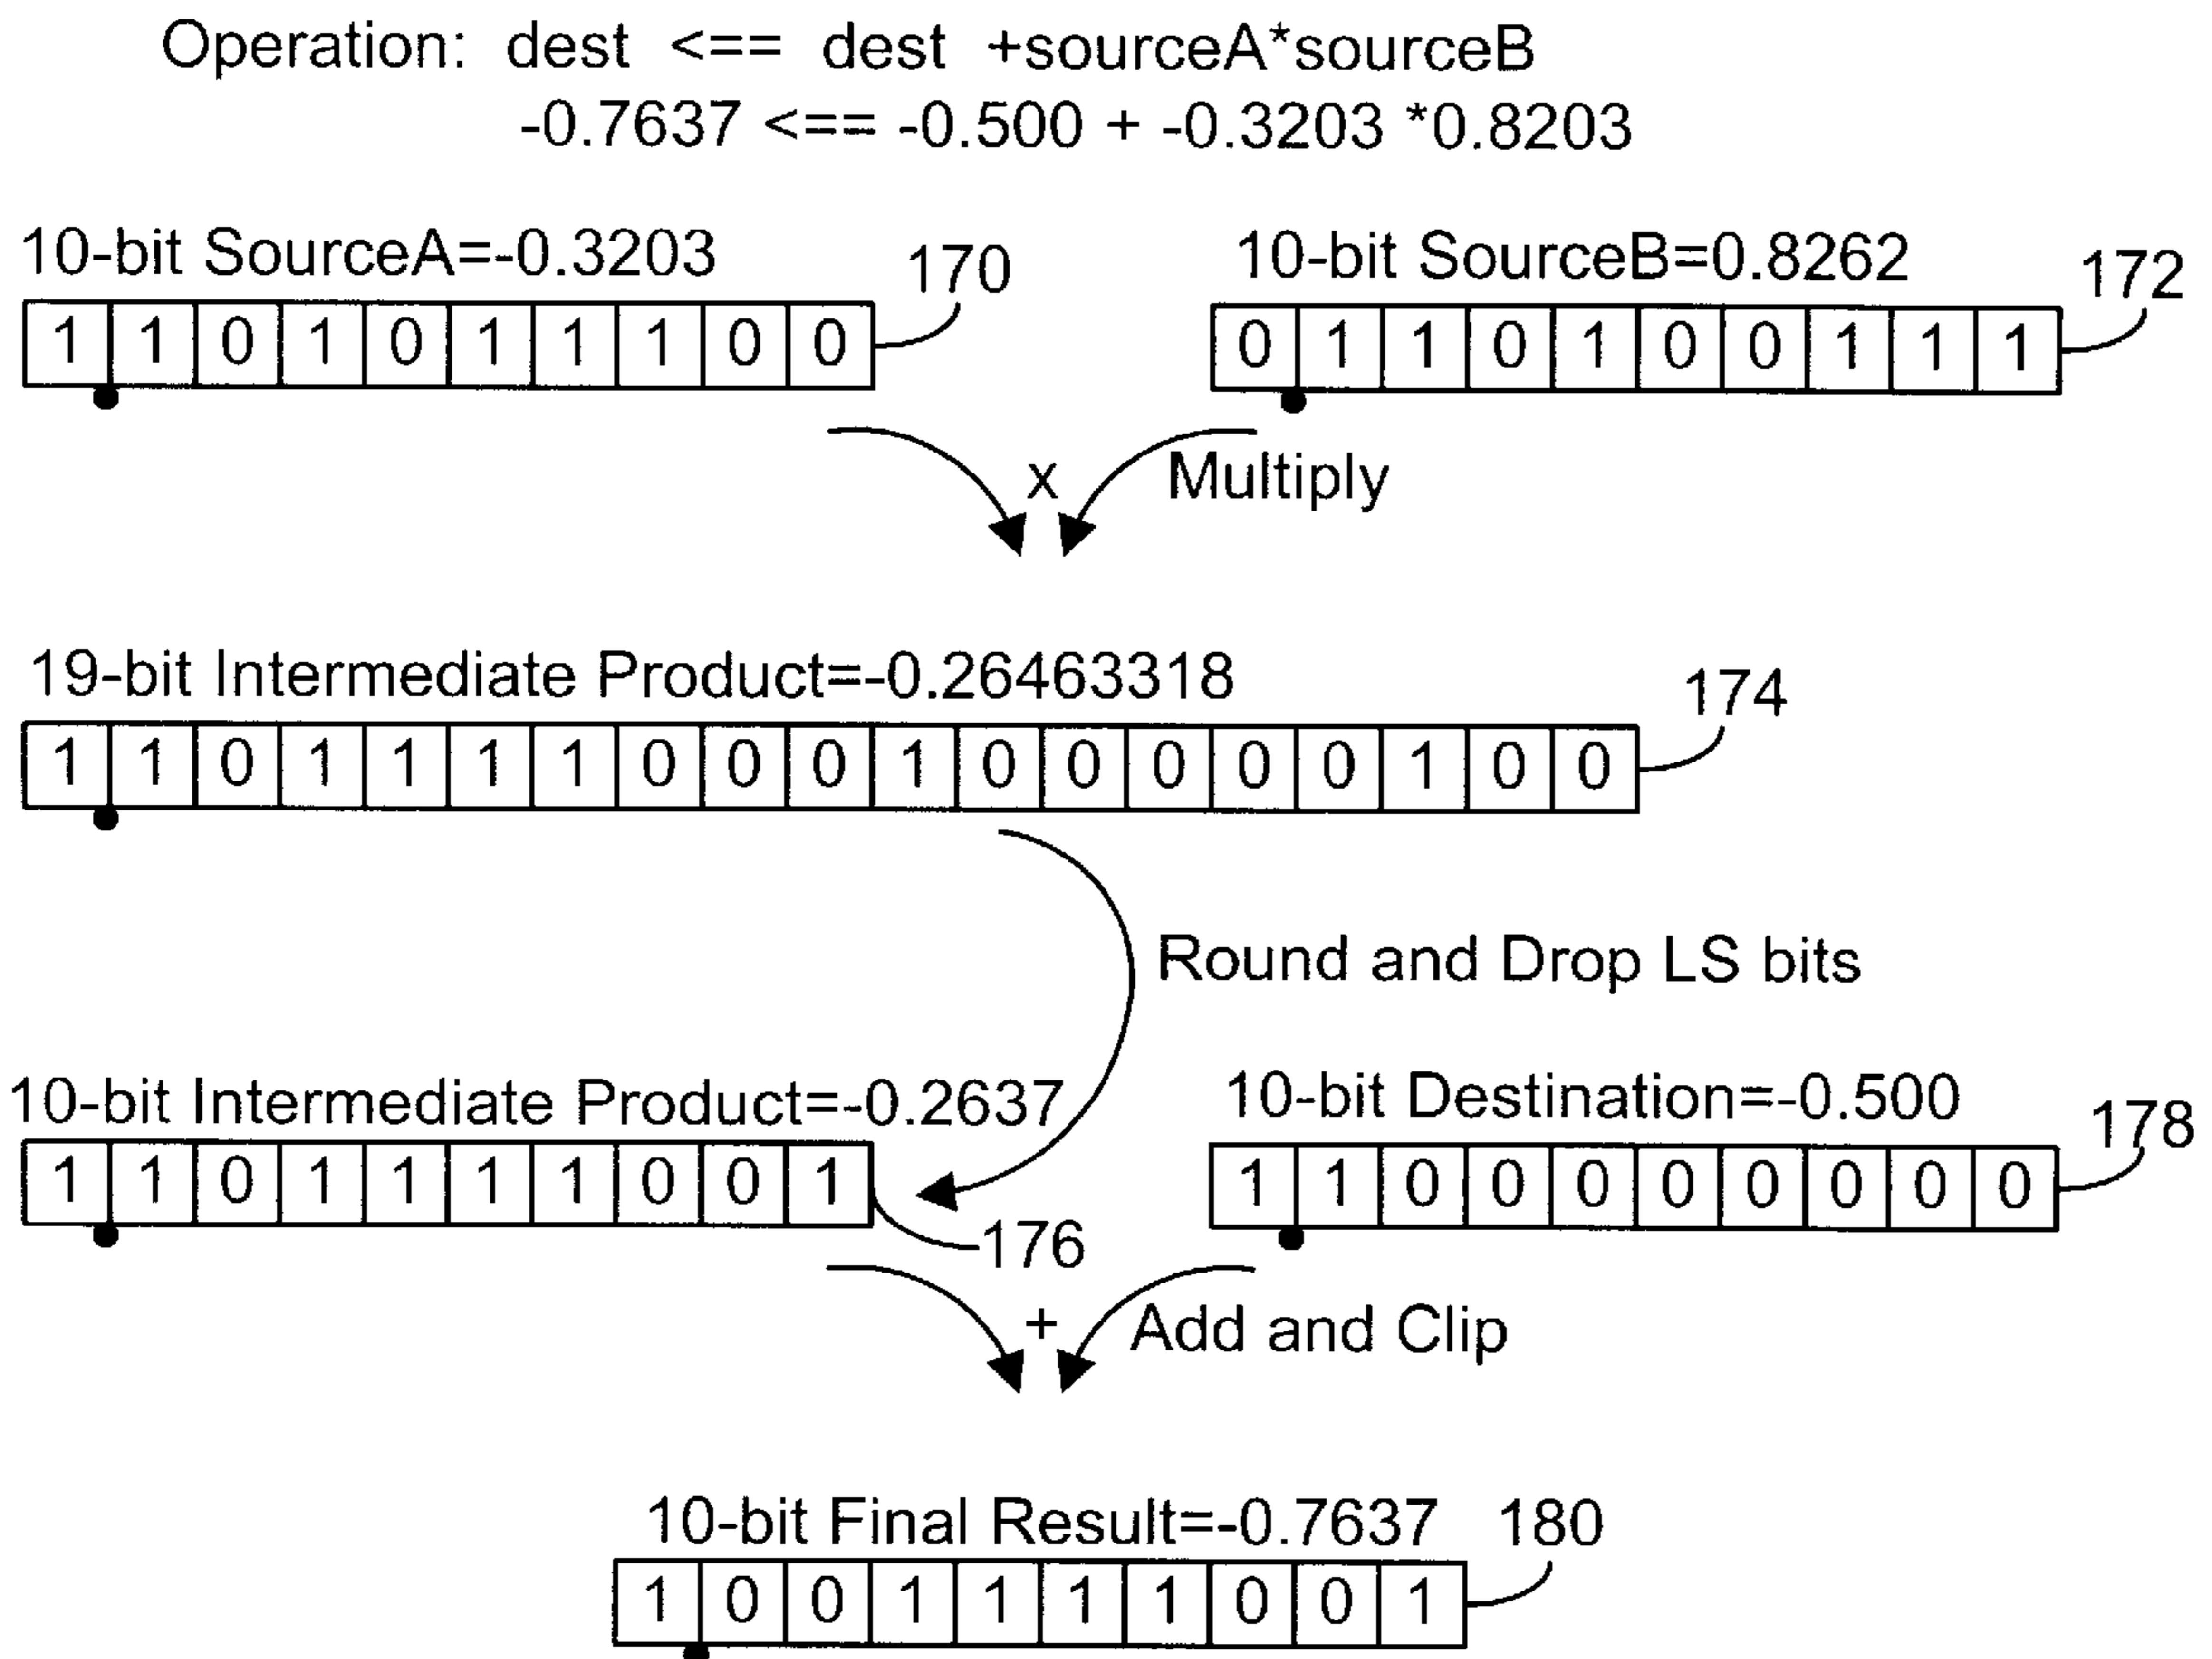 Operation: dest <== dest +sourceA*sourceB
-0.7637 <== -0.500 + -0.3203 *0.8203
10-bit SourceA=-0.3203
170
1 1 0 1 0 1 1 1 0 0
10-bit SourceB=0.8262
172
0 1 1 0 1 0 0 1 1 1
x Multiply
19-bit Intermediate Product=-0.26463318
174
1 1 0 1 1 1 1 0 0 0 1 0 0 0 0 0 1 0 0
Round and Drop LS bits
10-bit Intermediate Product=-0.2637
1 1 0 1 1 1 1 0 0 1
176
10-bit Destination=-0.500
178
1 1 0 0 0 0 0 0 0 0
+ Add and Clip
10-bit Final Result=-0.7637
180
1 0 0 1 1 1 1 0 0 1